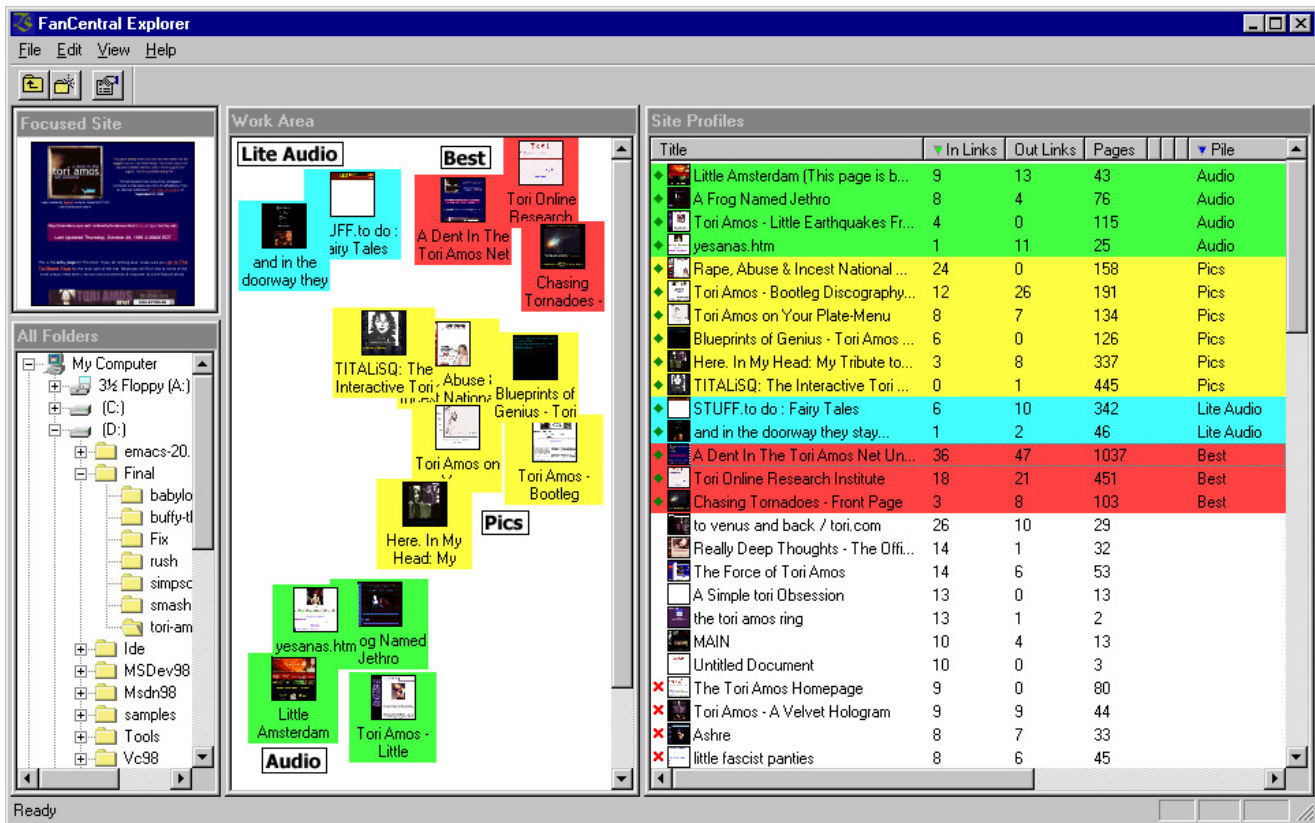 FanCentral Explorer
File Edit View Help
Focused Site
tori amos
All Folders
My Computer
3½ Floppy (A:)
(C:)
(D:)
emacs-20.
Final
babylo
buffy-tl
Fix
rush
simpsc
smash
tori-am
Ide
MSDev98
Msdn98
samples
Tools
Vc98
Work Area
Lite Audio
Best
Tori Online
Research
UFF.to do :
airy Tales
A Dent In The
Tori Amos Net
and in the
doorway they
Chasing
Tornadoes -
TITALiSQ: The
Interactive Tori
Abuse
Incest Nationa
Blueprints of
Genius - Tori
Tori Amos on
Tori Amos -
Bootleg
Pics
Here. In My
Head: My
yesanas.htm
og Named
Jethro
Little
Amsterdam
Tori Amos -
Little
Audio
Site Profiles
Title In Links Out Links Pages Pile
Little Amsterdam (This page is b... 9 13 43 Audio
A Frog Named Jethro 8 4 76 Audio
Tori Amos - Little Earthquakes Fr... 4 0 115 Audio
yesanas.htm 1 11 25 Audio
Rape, Abuse & Incest National ... 24 0 158 Pics
Tori Amos - Bootleg Discography... 12 26 191 Pics
Tori Amos on Your Plate-Menu 8 7 134 Pics
Blueprints of Genius - Tori Amos ... 6 0 126 Pics
Here. In My Head: My Tribute to... 3 8 337 Pics
TITALiSQ: The Interactive Tori ... 0 1 445 Pics
STUFF.to do : Fairy Tales 6 10 342 Lite Audio
and in the doorway they stay... 1 2 46 Lite Audio
A Dent In The Tori Amos Net Un... 36 47 1037 Best
Tori Online Research Institute 18 21 451 Best
Chasing Tornadoes - Front Page 3 8 103 Best
to venus and back / tori.com 26 10 29
Really Deep Thoughts - The Offi... 14 1 32
The Force of Tori Amos 14 6 53
A Simple tori Obsession 13 0 13
the tori amos ring 13 1 2
MAIN 10 4 13
Untitled Document 10 0 3
The Tori Amos Homepage 9 0 80
Tori Amos - A Velvet Hologram 9 9 44
Ashre 8 7 33
little fascist panties 8 6 45
Ready